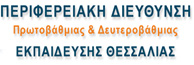 ΠΕΡΙΦΕΡΕΙΑΚΗ ΔΙΕΥΘΥΝΣΗ
Πρωτοβάθμιας & Δευτεροβάθμιας
ΕΚΠΑΙΔΕΥΣΗΣ ΘΕΣΣΑΛΙΑΣ